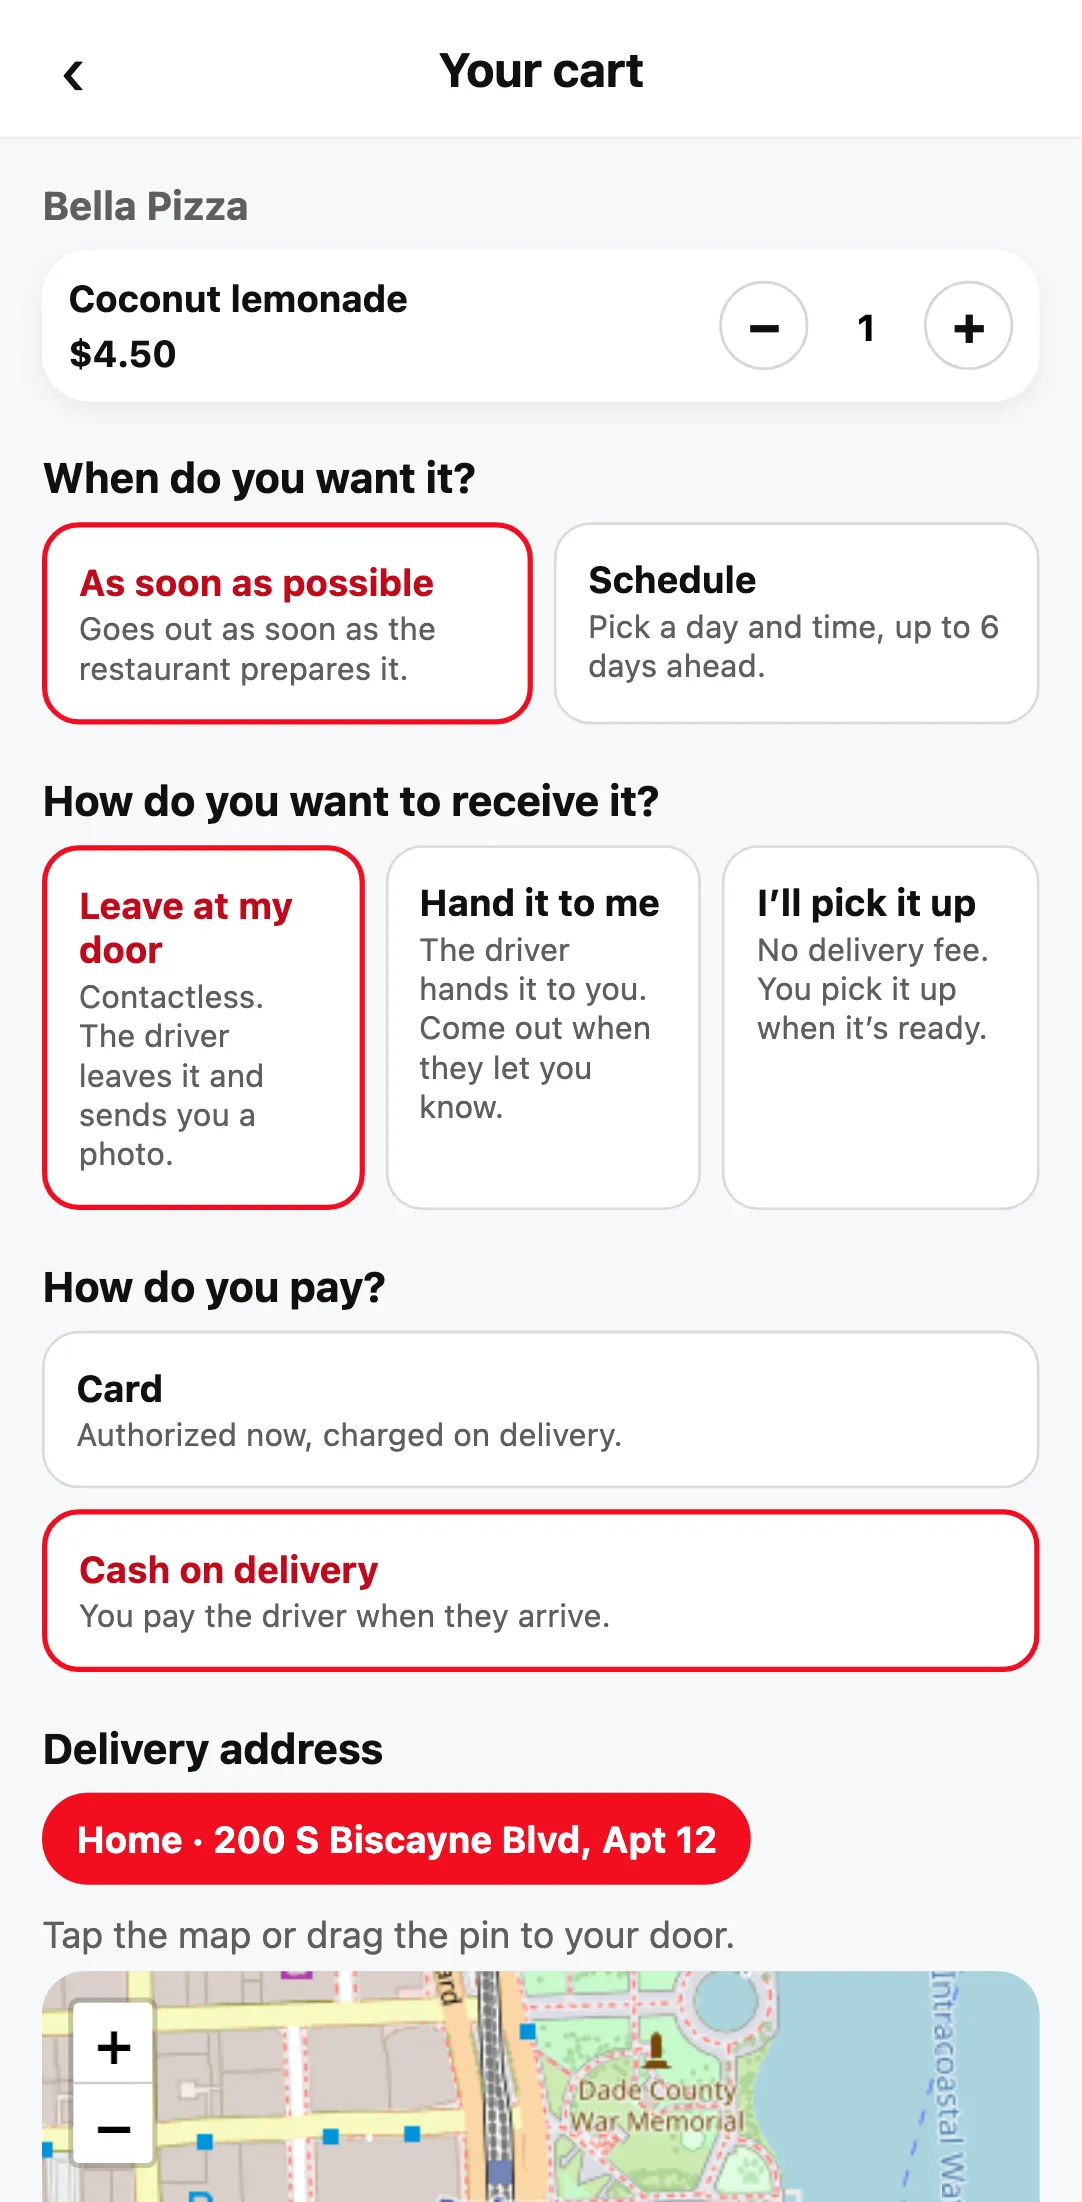 Your cart
Bella Pizza
Coconut lemonade
$4.50
1
When do you want it?
As soon as possible
Goes out as soon as the
restaurant prepares it.
Schedule
Pick a day and time, up to 6
days ahead.
How do you want to receive it?
Leave at my
door
Contactless.
The driver
leaves it and
sends you a
photo.
Hand it to me
The driver
hands it to you.
Come out when
they let you
know.
I’ll pick it up
No delivery fee.
You pick it up
when it’s ready.
How do you pay?
Card
Authorized now, charged on delivery.
Cash on delivery
You pay the driver when they arrive.
Delivery address
Home · 200 S Biscayne Blvd, Apt 12
Tap the map or drag the pin to your door.
+
−
Dade County
War Memorial
Intracoastal Wa